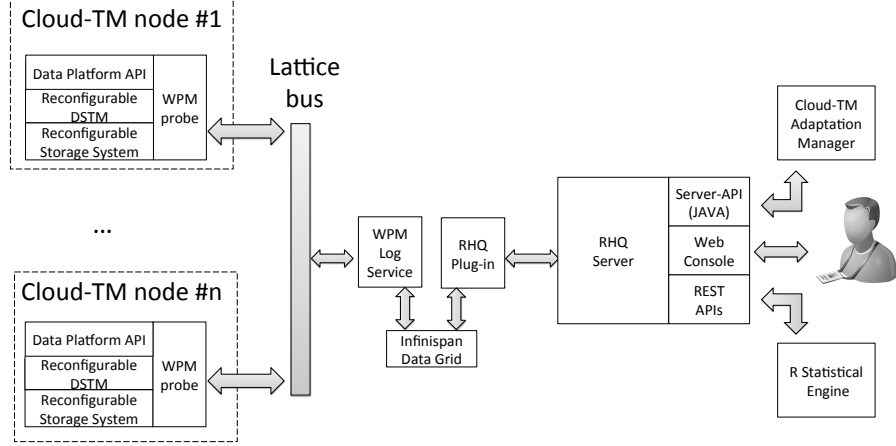 Cloud-TM node #1
Data Platform API
Reconfigurable
DSTM
Reconfigurable
Storage System
WPM
probe
Lattice
bus
...
Cloud-TM node #n
Data Platform API
Reconfigurable
DSTM
Reconfigurable
Storage System
WPM
probe
WPM
Log
Service
RHQ
Plug-in
Infinispan
Data Grid
RHQ
Server
Server-API
(JAVA)
Web
Console
REST
APIs
Cloud-TM
Adaptation
Manager
R Statistical
Engine